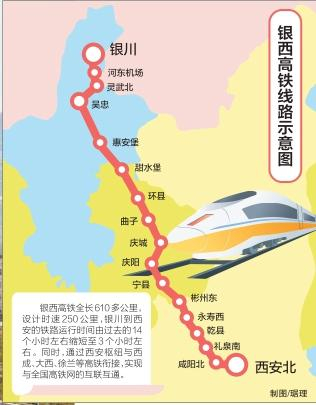 银西高铁线路示意图
银川
河东机场
灵武北
吴忠
惠安堡
甜水堡
环县
曲子
庆城
庆阳
宁县
彬州东
永寿西
乾县
礼泉南
咸阳北
西安北
银西高铁全长610多公里，
设计时速250公里，银川到西
安的铁路运行时间由过去的14
个小时左右缩短至3个小时左
右。同时，通过西安枢纽与西
成、大西、徐兰等高铁衔接，实现
与全国高铁网的互联互通。
制图/琚理